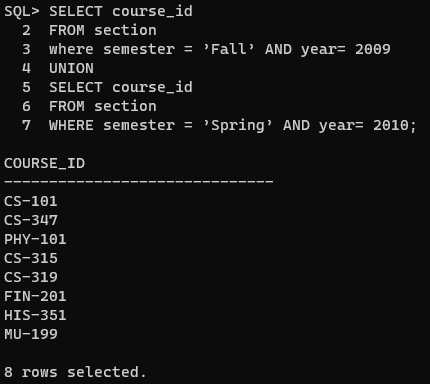 SQL> SELECT course_id
  2  FROM section
  3  where semester = ’Fall’ AND year= 2009
  4  UNION
  5  SELECT course_id
  6  FROM section
  7  WHERE semester = ’Spring’ AND year= 2010;
COURSE_ID
------------------------------
CS-101
CS-347
PHY-101
CS-315
CS-319
FIN-201
HIS-351
MU-199
8 rows selected.